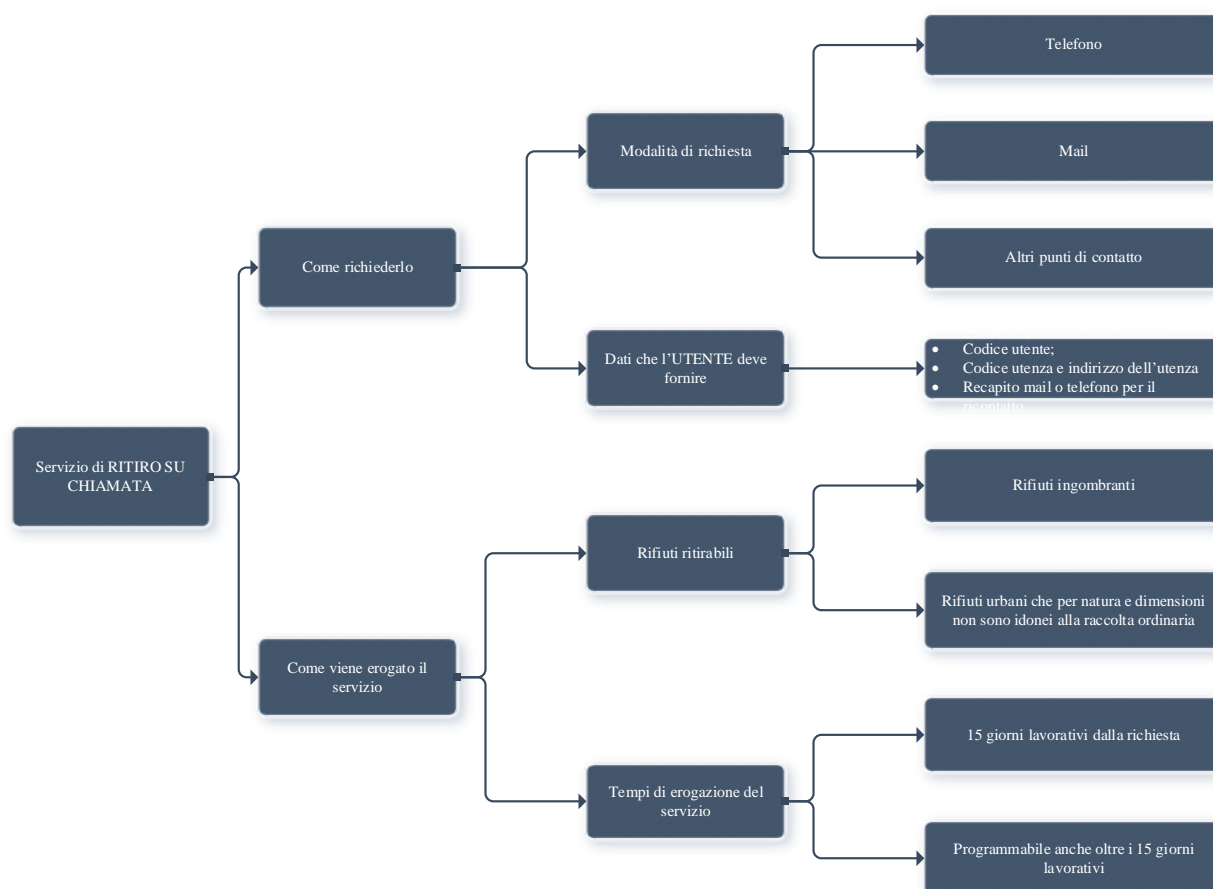 Telefono
Modalità di richiesta
Mail
Come richiederlo
Altri punti di contatto
Dati che l’UTENTE deve
fornire
• Codice utente;
• Codice utenza e indirizzo dell’utenza
• Recapito mail o telefono per il
ricontatto
Servizio di RITIRO SU
CHIAMATA
Rifiuti ingombranti
Rifiuti ritirabili
Rifiuti urbani che per natura e dimensioni
non sono idonei alla raccolta ordinaria
Come viene erogato il
servizio
15 giorni lavorativi dalla richiesta
Tempi di erogazione del
servizio
Programmabile anche oltre i 15 giorni
lavorativi